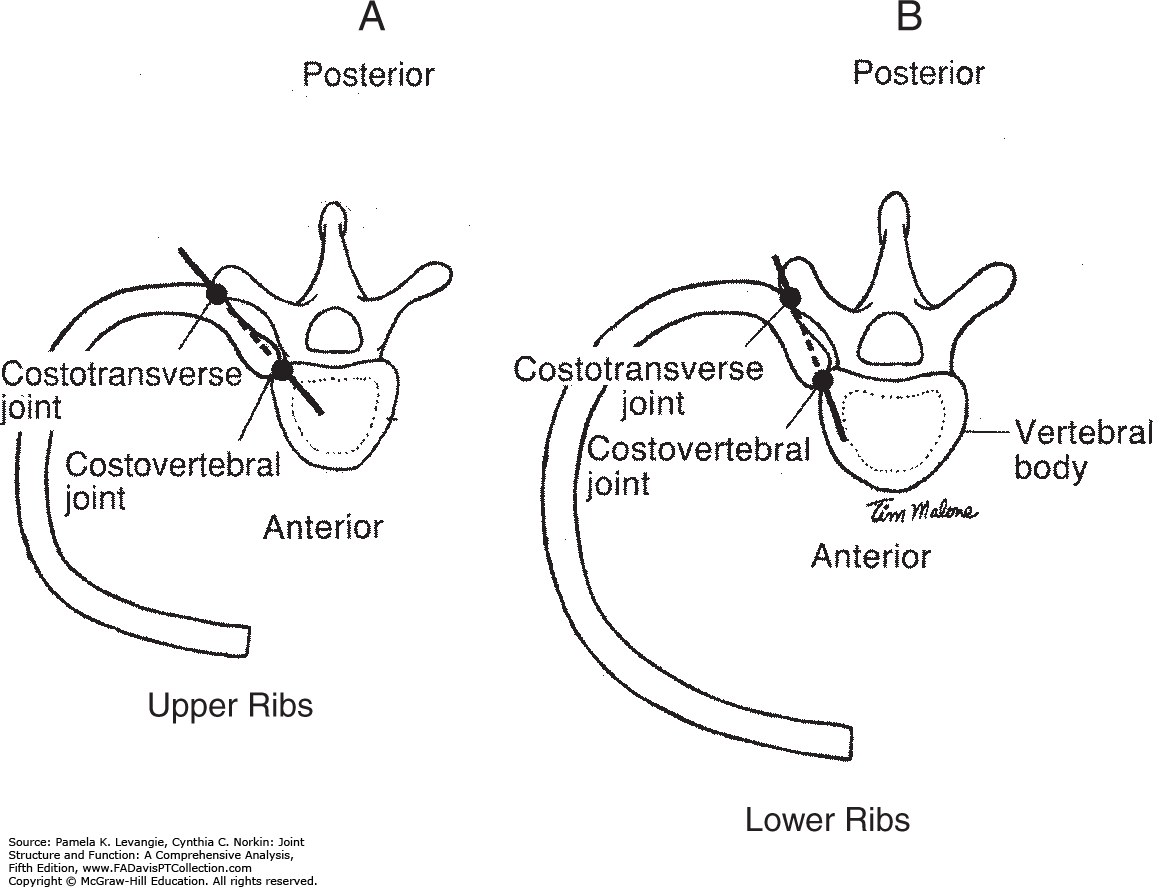 A
Posterior
Costotransverse
joint
Costovertebral
joint
Anterior
Upper Ribs
B
Posterior
Costotransverse
joint
Costovertebral
joint
Vertebral
body
Tim Malone
Anterior
Lower Ribs
Source: Pamela K. Levangie, Cynthia C. Norkin: Joint
Structure and Function: A Comprehensive Analysis,
Fifth Edition, www.FADavisPTCollection.com
Copyright © McGraw-Hill Education. All rights reserved.